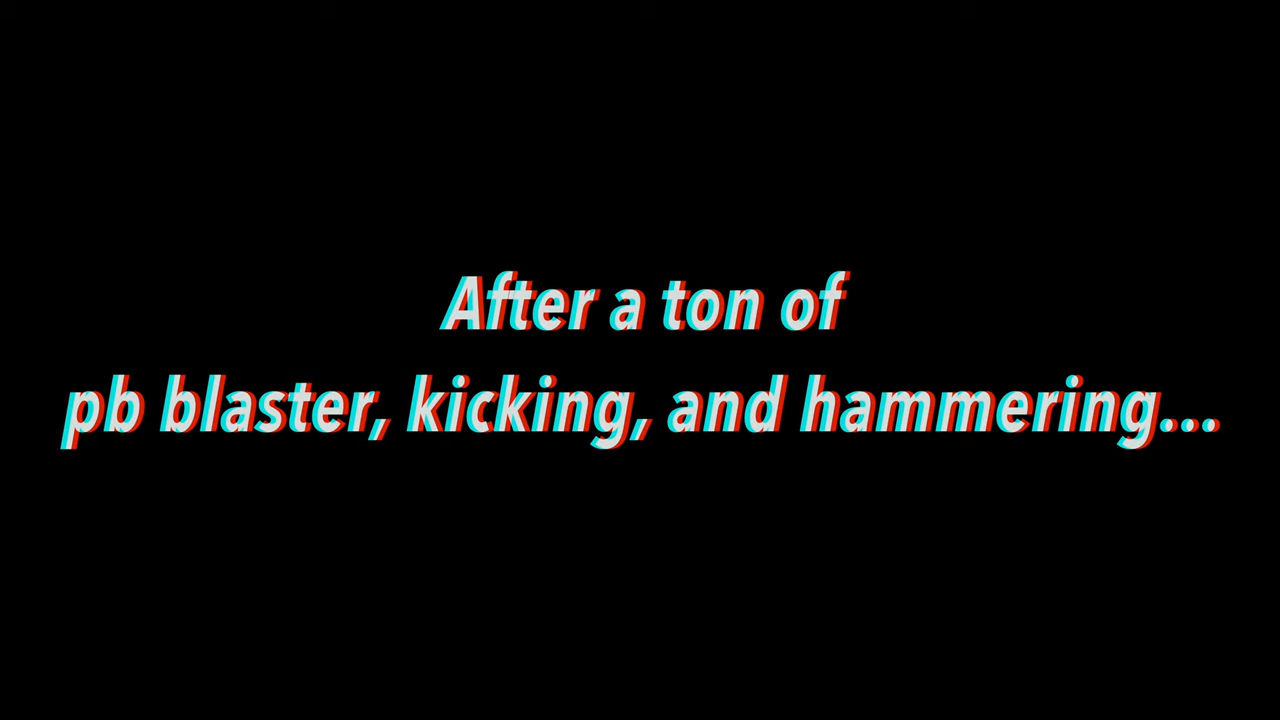 After a ton of
pb blaster, kicking, and hammering...